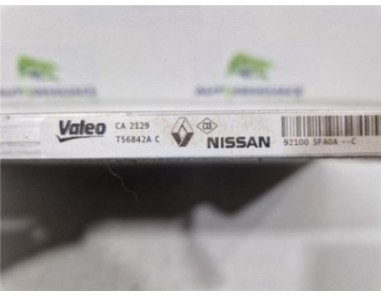 Valeo
CA 2129
T56842A C
NISSAN
92100 5FA0A --C